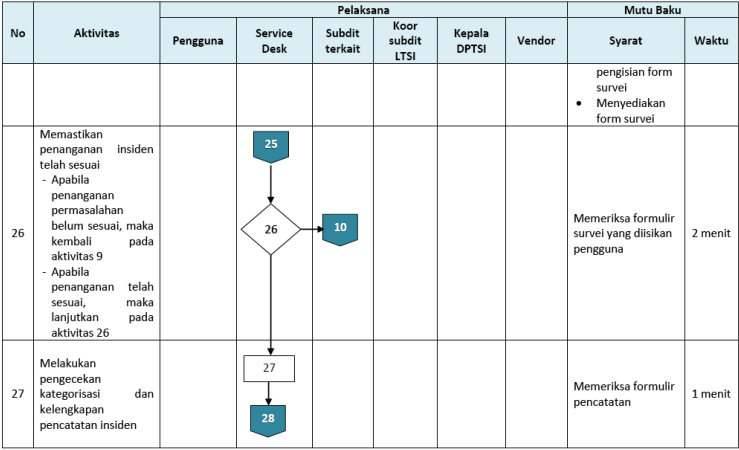 No
Aktivitas
Pelaksana
Mutu Baku
Pengguna
Service
Desk
Subdit
terkait
Koor
subdit
LTSI
Kepala
DPTSI
Vendor
Syarat
Waktu
pengisian form
survei
• Menyediakan
form survei
26
Memastikan
penanganan insiden
telah sesuai
- Apabila
penanganan
permasalahan
belum sesuai, maka
kembali pada
aktivitas 9
- Apabila
penanganan telah
sesuai, maka
lanjutkan pada
aktivitas 26
25
26
10
Memeriksa formulir
survei yang diisikan
pengguna
2 menit
27
Melakukan
pengecekan
kategorisasi dan
kelengkapan
pencatatan insiden
27
28
Memeriksa formulir
pencatatan
1 menit